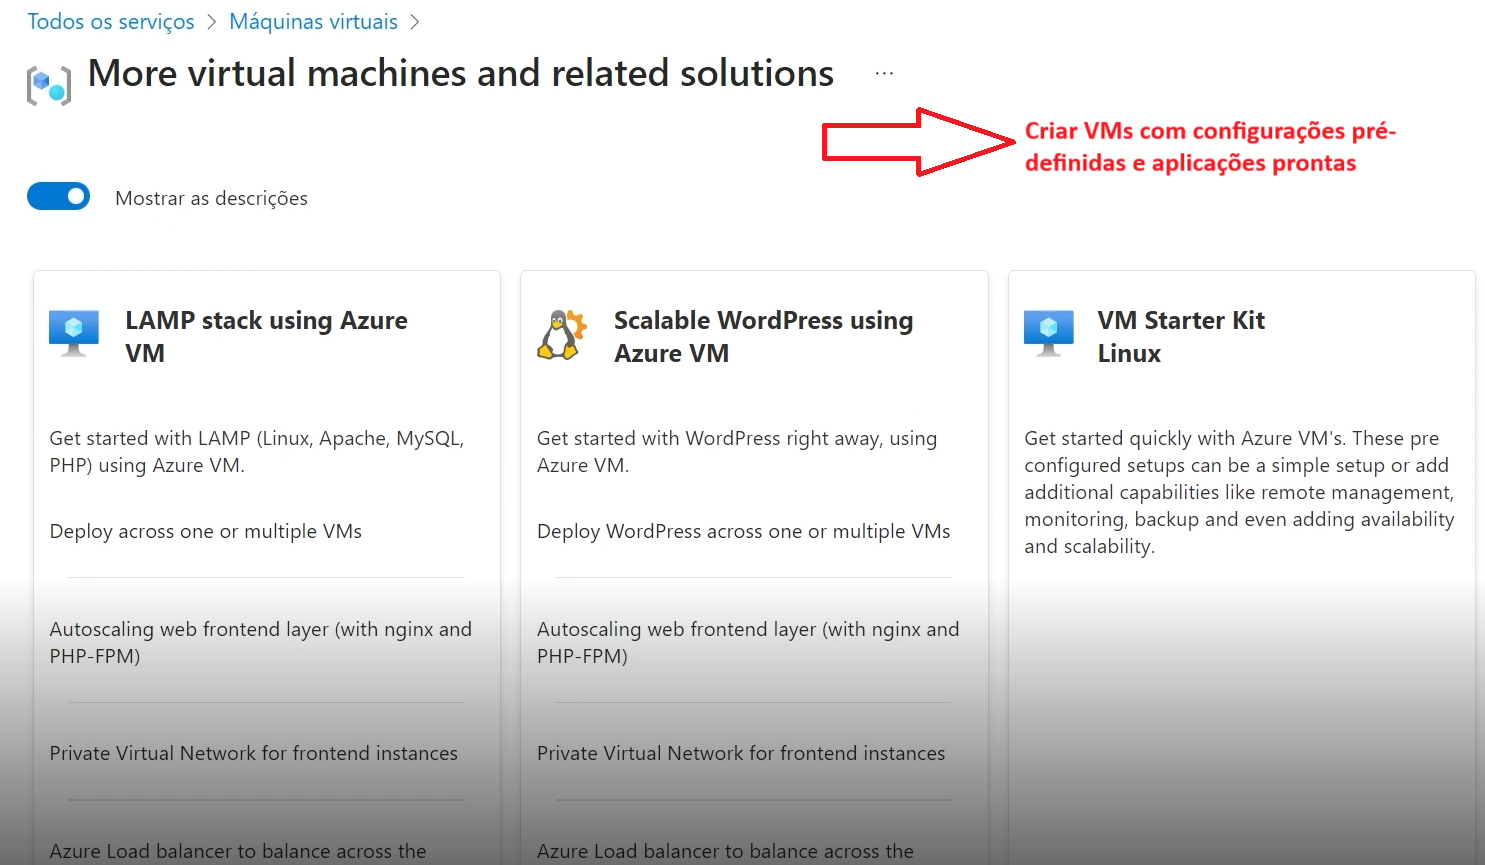 Todos os serviços > Máquinas virtuais >
More virtual machines and related solutions ...
Criar VMs com configurações pré-
definidas e aplicações prontas
Mostrar as descrições
LAMP stack using Azure
VM
Get started with LAMP (Linux, Apache, MySQL,
PHP) using Azure VM.
Deploy across one or multiple VMs
Autoscaling web frontend layer (with nginx and
PHP-FPM)
Private Virtual Network for frontend instances
Azure Load balancer to balance across the
Scalable WordPress using
Azure VM
Get started with WordPress right away, using
Azure VM.
Deploy WordPress across one or multiple VMs
Autoscaling web frontend layer (with nginx and
PHP-FPM)
Private Virtual Network for frontend instances
Azure Load balancer to balance across the
VM Starter Kit
Linux
Get started quickly with Azure VM's. These pre
configured setups can be a simple setup or add
additional capabilities like remote management,
monitoring, backup and even adding availability
and scalability.